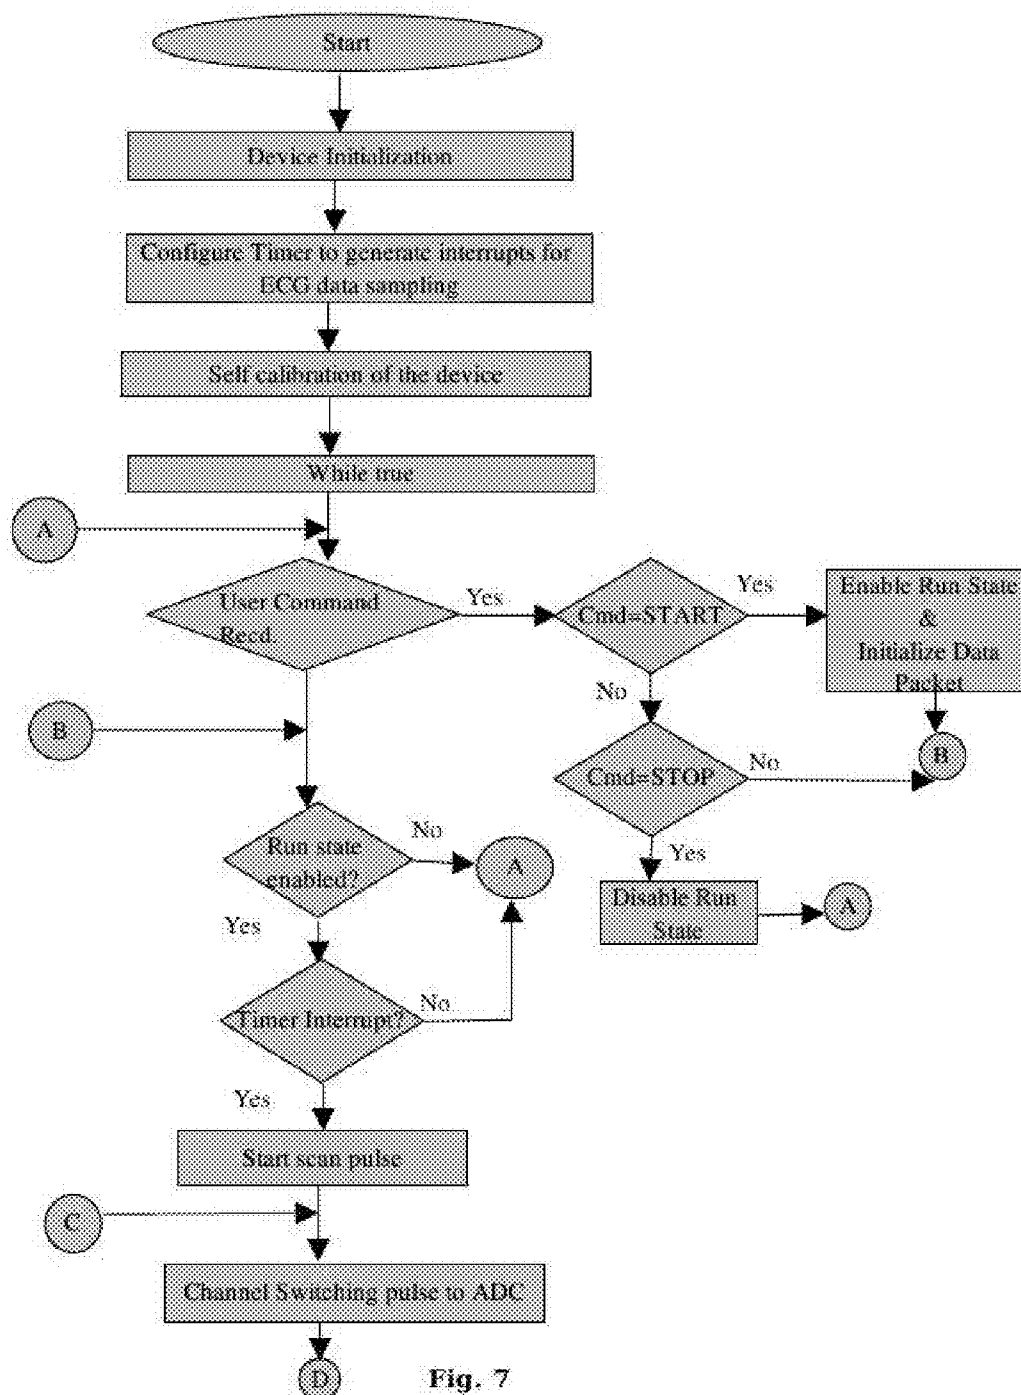 Start
Device Initialization
Configure Timer to generate interrupts for
ECG data sampling
Self calibration of the device
While true
A
User Command
Recd.
Yes
Cmd=START
Yes
Enable Run State
&
Initialize Data
Packet
No
B
B
Cmd=STOP
No
Run state
enabled?
No
A
Yes
Disable Run
State
A
Yes
Timer Interrupt?
No
Yes
Start scan pulse
C
Channel Switching pulse to ADC
D
Fig. 7